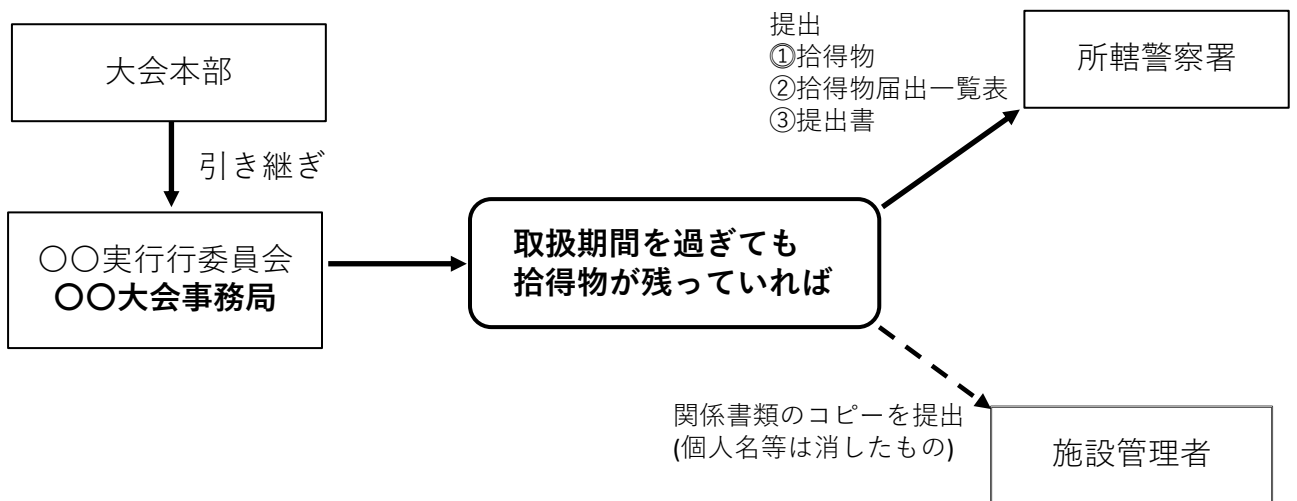 大会本部
引き継ぎ
〇〇実行行委員会
〇〇大会事務局
取扱期間を過ぎても
拾得物が残っていれば
提出
①拾得物
②拾得物届出一覧表
③提出書
所轄警察署
関係書類のコピーを提出
(個人名等は消したもの)
施設管理者